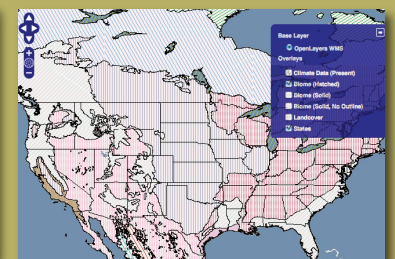 Base Layer
OpenLayers WMS
Overlays
Climate Data (Present)
Biome (Hatched)
Biome (Solid)
Biome (Solid, No Outline)
Landcover
States